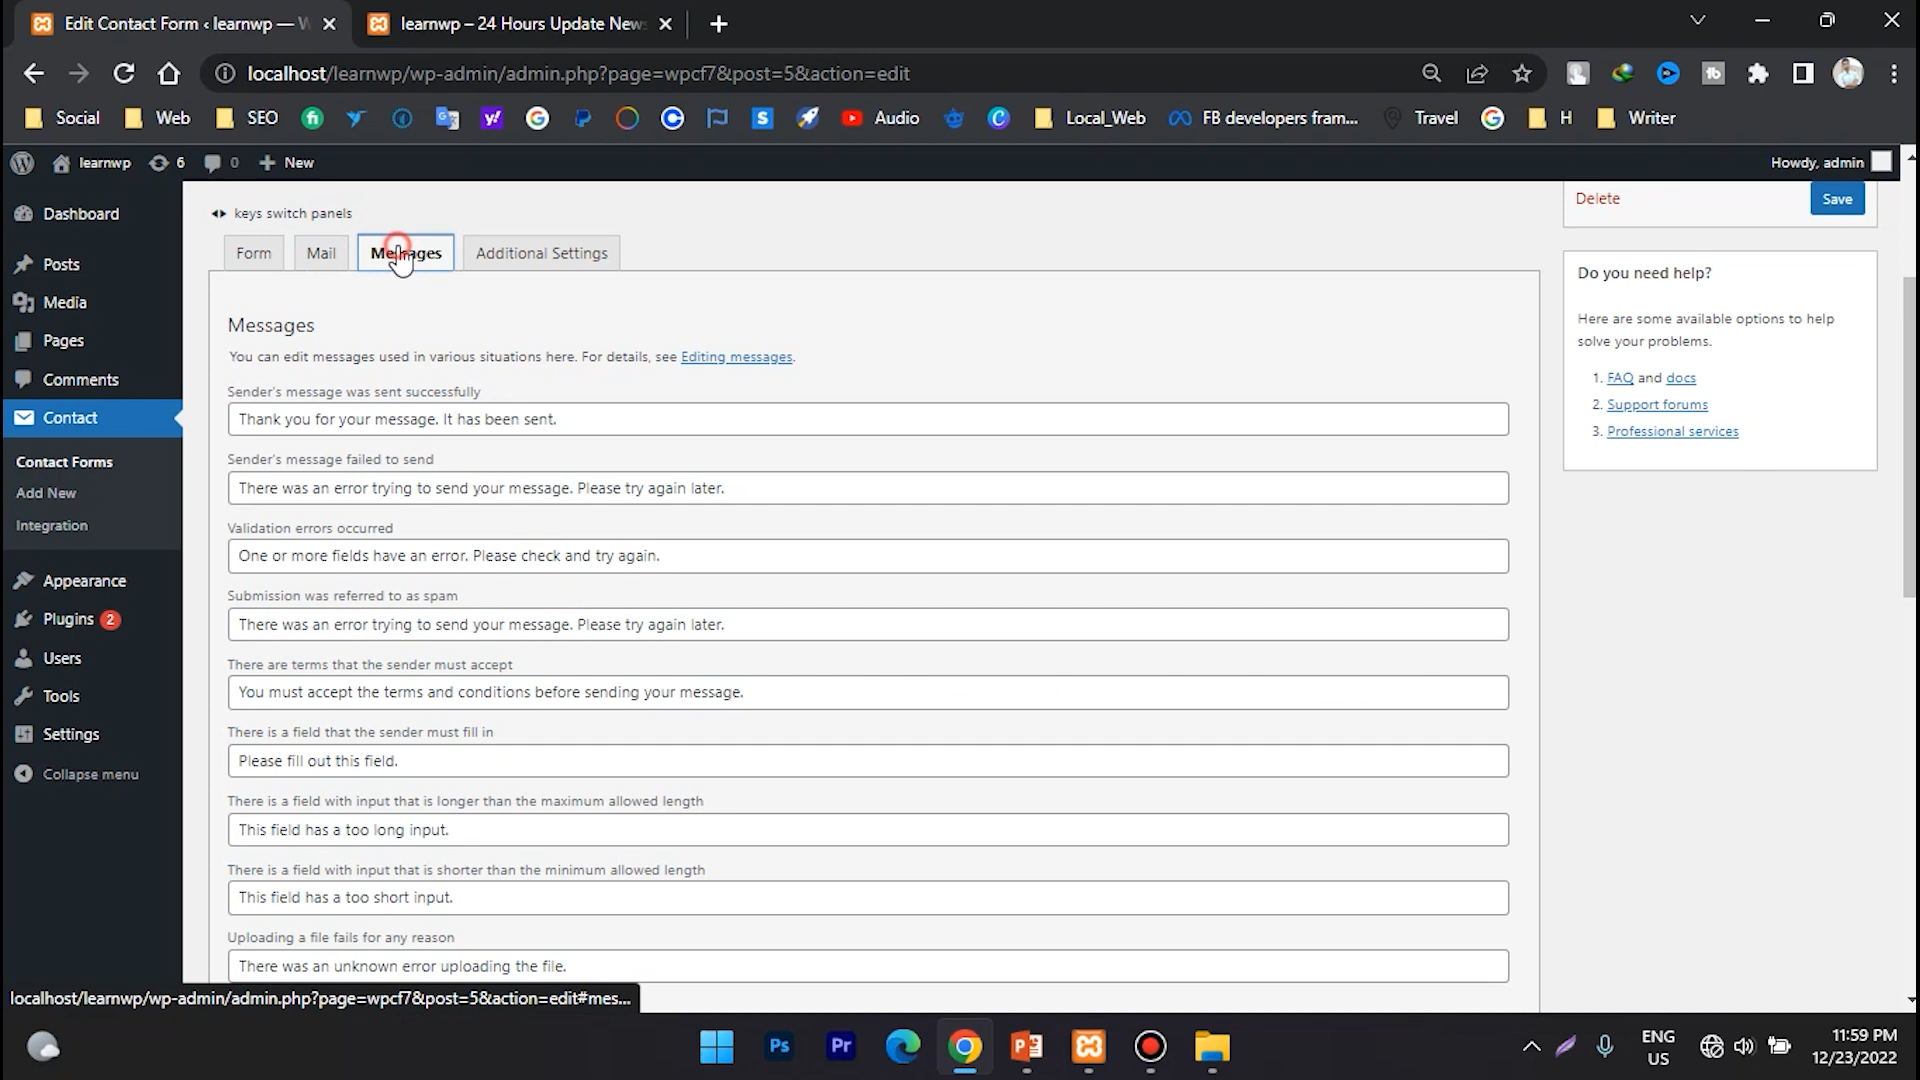 Edit Contact Form ‹ learnwp — W
learnwp – 24 Hours Update News
localhost/learnwp/wp-admin/admin.php?page=wpcf7&post=5&action=edit
Social
Web
SEO
Audio
Local_Web
FB developers fram...
Travel
H
Writer
learnwp
6
0
New
Howdy, admin
Dashboard
Posts
Media
Pages
Comments
Contact
Contact Forms
Add New
Integration
Appearance
Plugins 2
Users
Tools
Settings
Collapse menu
keys switch panels
Form
Mail
Messages
Additional Settings
Messages
You can edit messages used in various situations here. For details, see Editing messages.
Sender's message was sent successfully
Thank you for your message. It has been sent.
Sender's message failed to send
There was an error trying to send your message. Please try again later.
Validation errors occurred
One or more fields have an error. Please check and try again.
Submission was referred to as spam
There was an error trying to send your message. Please try again later.
There are terms that the sender must accept
You must accept the terms and conditions before sending your message.
There is a field that the sender must fill in
Please fill out this field.
There is a field with input that is longer than the maximum allowed length
This field has a too long input.
There is a field with input that is shorter than the minimum allowed length
This field has a too short input.
Uploading a file fails for any reason
There was an unknown error uploading the file.
Delete
Save
Do you need help?
Here are some available options to help
solve your problems.
1. FAQ and docs
2. Support forums
3. Professional services
localhost/learnwp/wp-admin/admin.php?page=wpcf7&post=5&action=edit#mes...
Ps
Pr
ENG
US
11:59 PM
12/23/2022